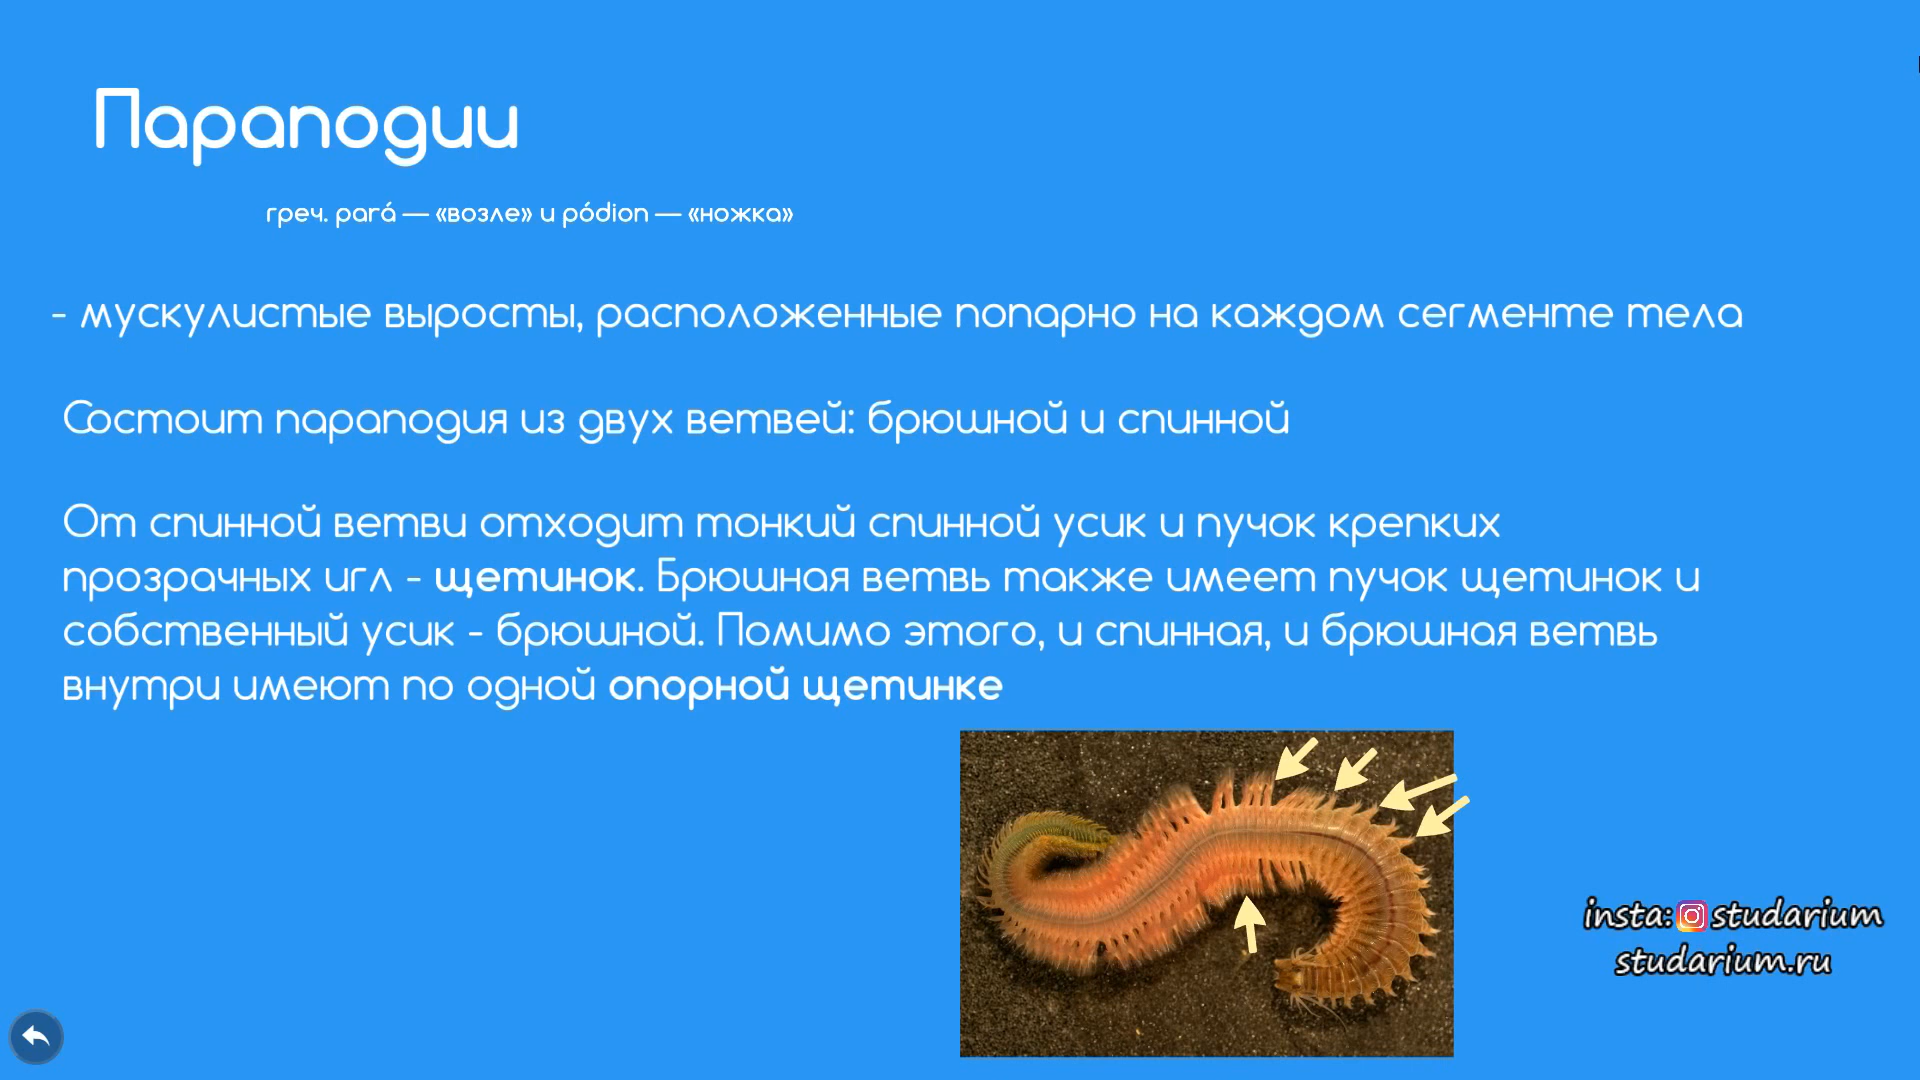 Параподии
греч. pará — «возле» и pódion — «ножка»
- мускулистые выросты, расположенные попарно на каждом сегменте тела
Состоит параподия из двух ветвей: брюшной и спинной
От спинной ветви отходит тонкий спинной усик и пучок крепких
прозрачных игл - щетинок. Брюшная ветвь также имеет пучок щетинок и
собственный усик - брюшной. Помимо этого, и спинная, и брюшная ветвь
внутри имеют по одной опорной щетинке
insta: studarium
studarium.ru